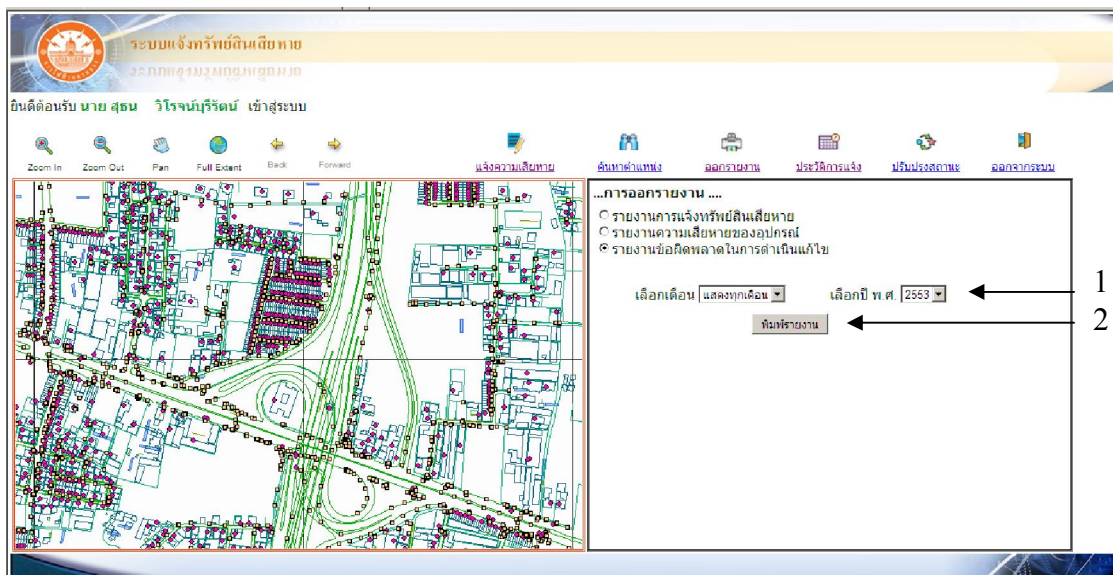 ระบบแจ้งทรัพย์สินเสียหาย
ยินดีต้อนรับ นาย สุธน วิโรจน์บุรีรัตน์ เข้าสู่ระบบ
Zoom In Zoom Out Pan Full Extent Back Forward แจ้งความเสียหาย ค้นหาตำแหน่ง ออกรายงาน ประวัติการแจ้ง ปรับปรุงสถานะ ออกจากระบบ
...การออกรายงาน ....
รายงานการแจ้งทรัพย์สินเสียหาย
รายงานความเสียหายของอุปกรณ์
รายงานข้อผิดพลาดในการดำเนินแก้ไข
เลือกเดือน แสดงทุกเดือน เลือกปี พ.ศ. 2553 1
พิมพ์รายงาน 2